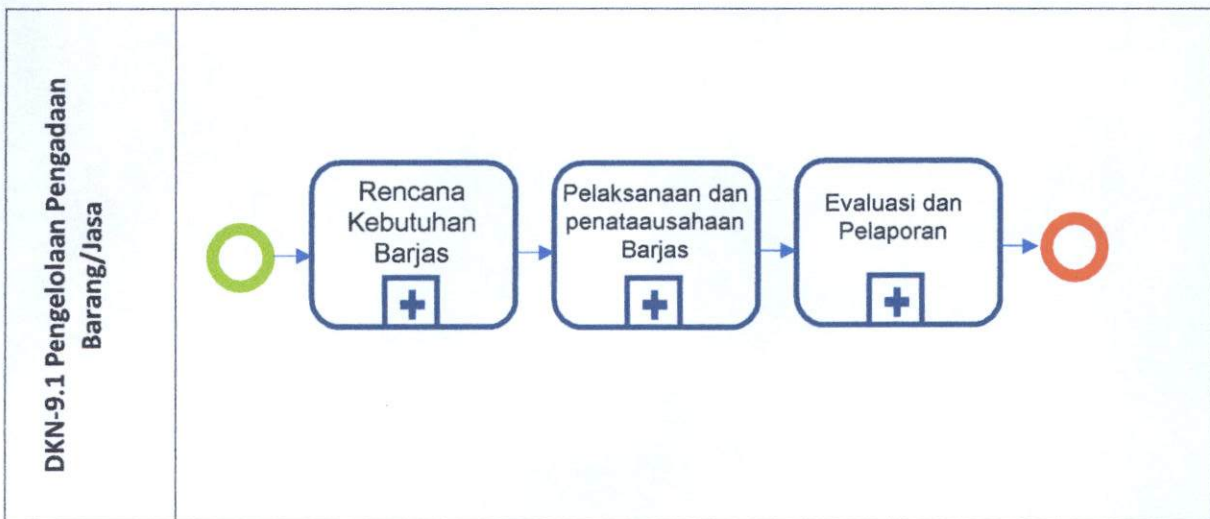 DKN-9.1 Pengelolaan Pengadaan
Barang/Jasa
Rencana
Kebutuhan
Barjas
Pelaksanaan dan
penataausahaan
Barjas
Evaluasi dan
Pelaporan